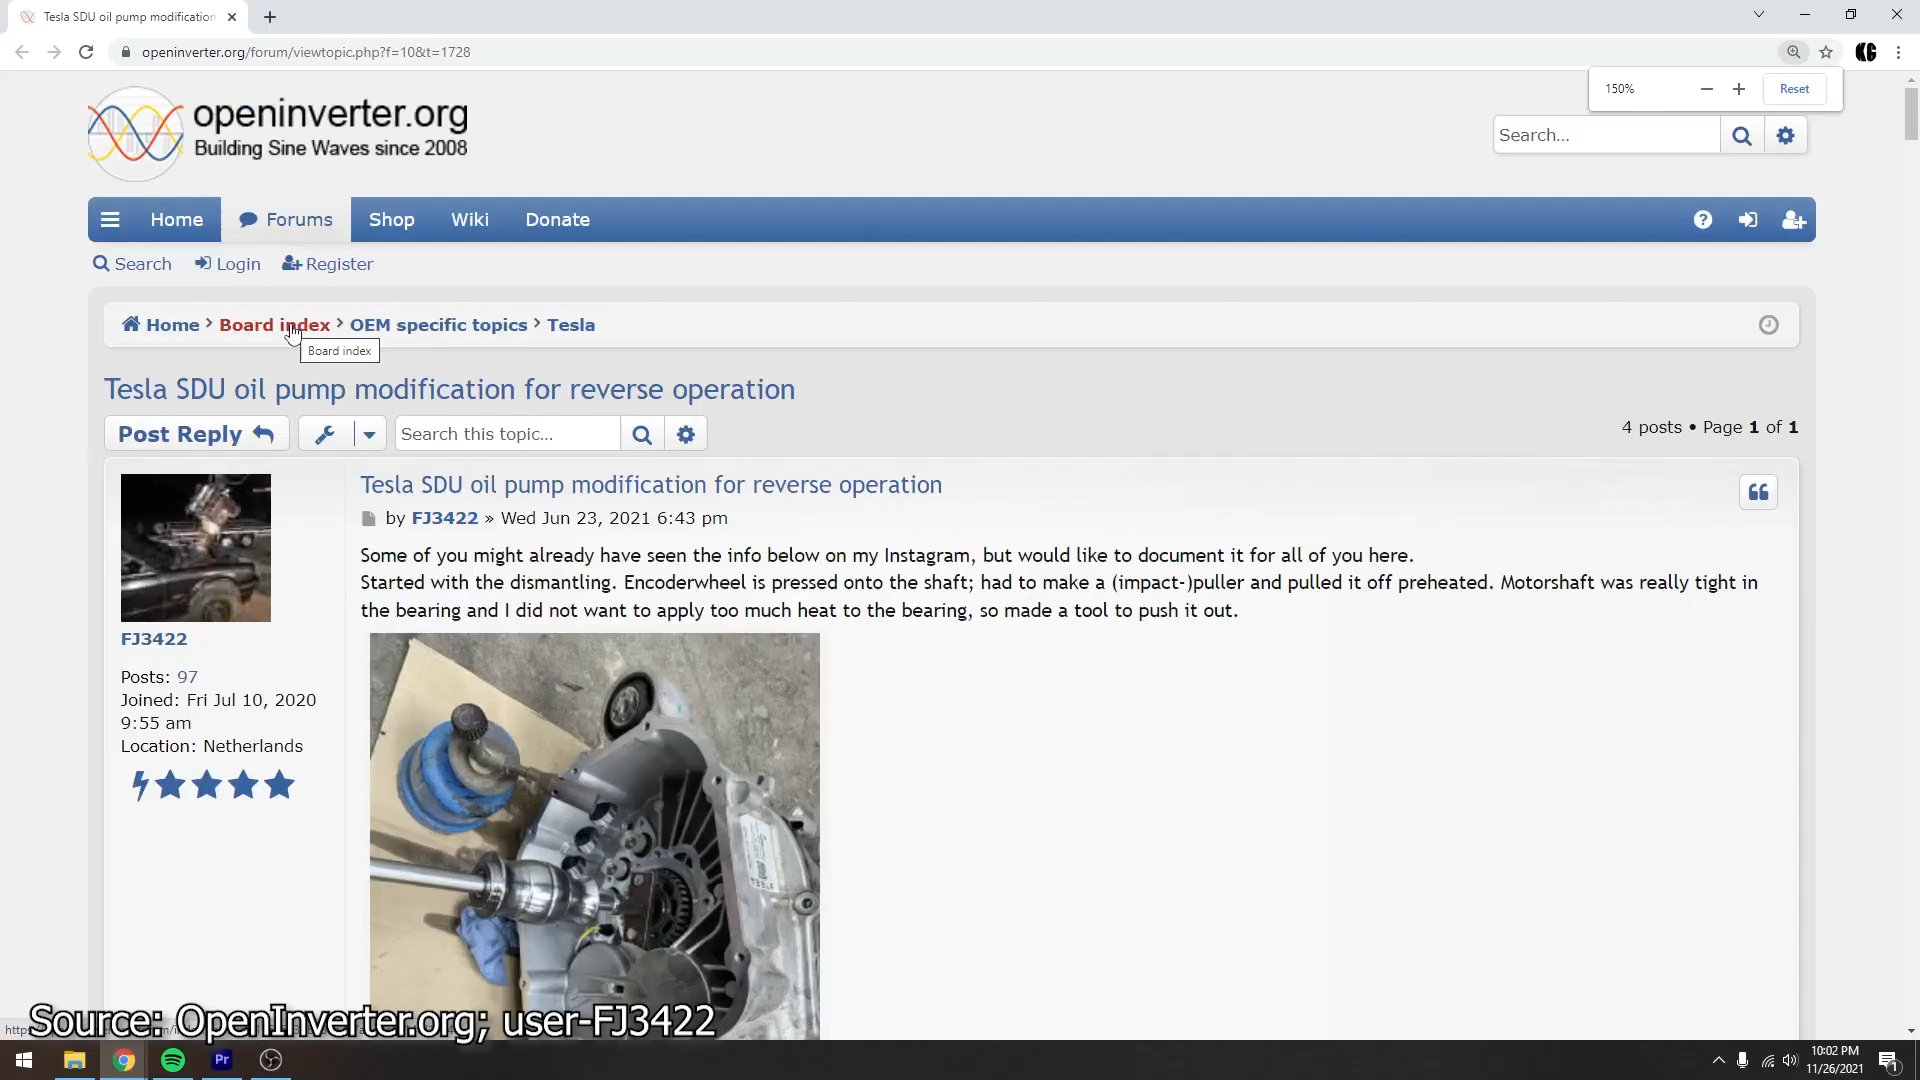 Tesla SDU oil pump modification
openinverter.org/forum/viewtopic.php?f=10&t=1728
150%
Reset
openinverter.org
Building Sine Waves since 2008
Search...
Home
Forums
Shop
Wiki
Donate
Search
Login
Register
Home
Board index
OEM specific topics
Tesla
Board index
Tesla SDU oil pump modification for reverse operation
Post Reply
Search this topic...
4 posts • Page 1 of 1
Tesla SDU oil pump modification for reverse operation
by FJ3422 » Wed Jun 23, 2021 6:43 pm
Some of you might already have seen the info below on my Instagram, but would like to document it for all of you here.
Started with the dismantling. Encoderwheel is pressed onto the shaft; had to make a (impact-)puller and pulled it off preheated. Motorshaft was really tight in
the bearing and I did not want to apply too much heat to the bearing, so made a tool to push it out.
FJ3422
Posts: 97
Joined: Fri Jul 10, 2020
9:55 am
Location: Netherlands
Source: OpenInverter.org; user-FJ3422
Pr
10:02 PM
11/26/2021
1